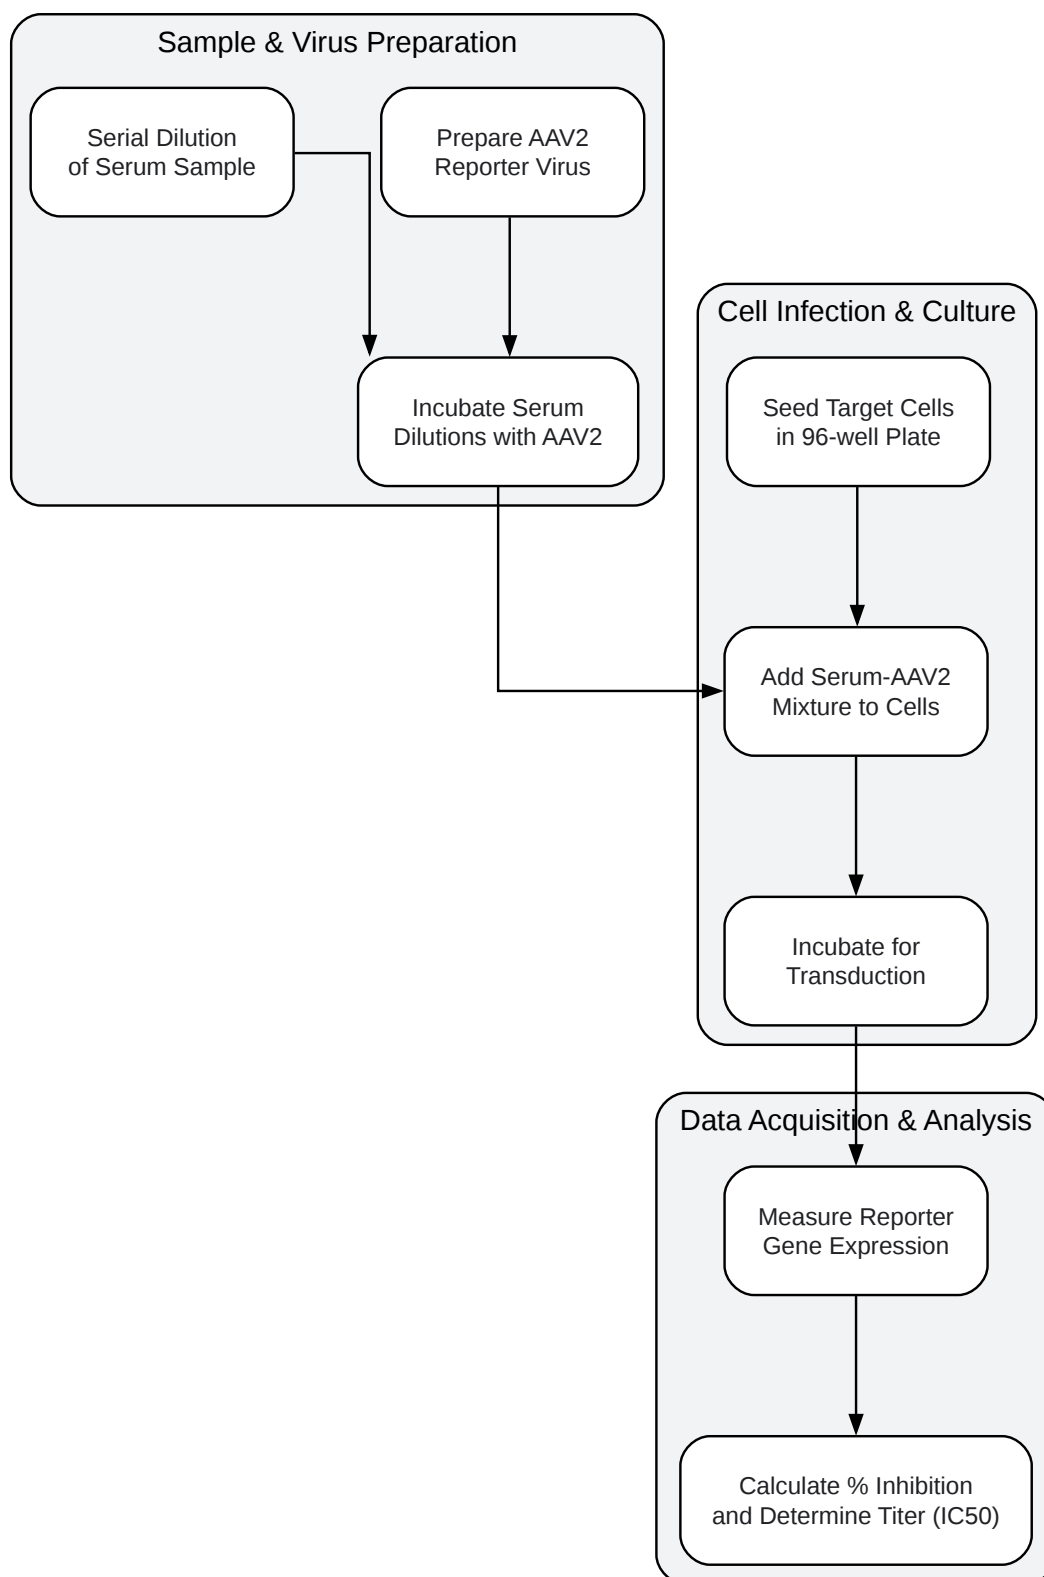 Sample & Virus Preparation
Serial Dilution
of Serum Sample
Prepare AAV2
Reporter Virus
Incubate Serum
Dilutions with AAV2
Cell Infection & Culture
Seed Target Cells
in 96-well Plate
Add Serum-AAV2
Mixture to Cells
Incubate for
Transduction
Data Acquisition & Analysis
Measure Reporter
Gene Expression
Calculate % Inhibition
and Determine Titer (IC50)